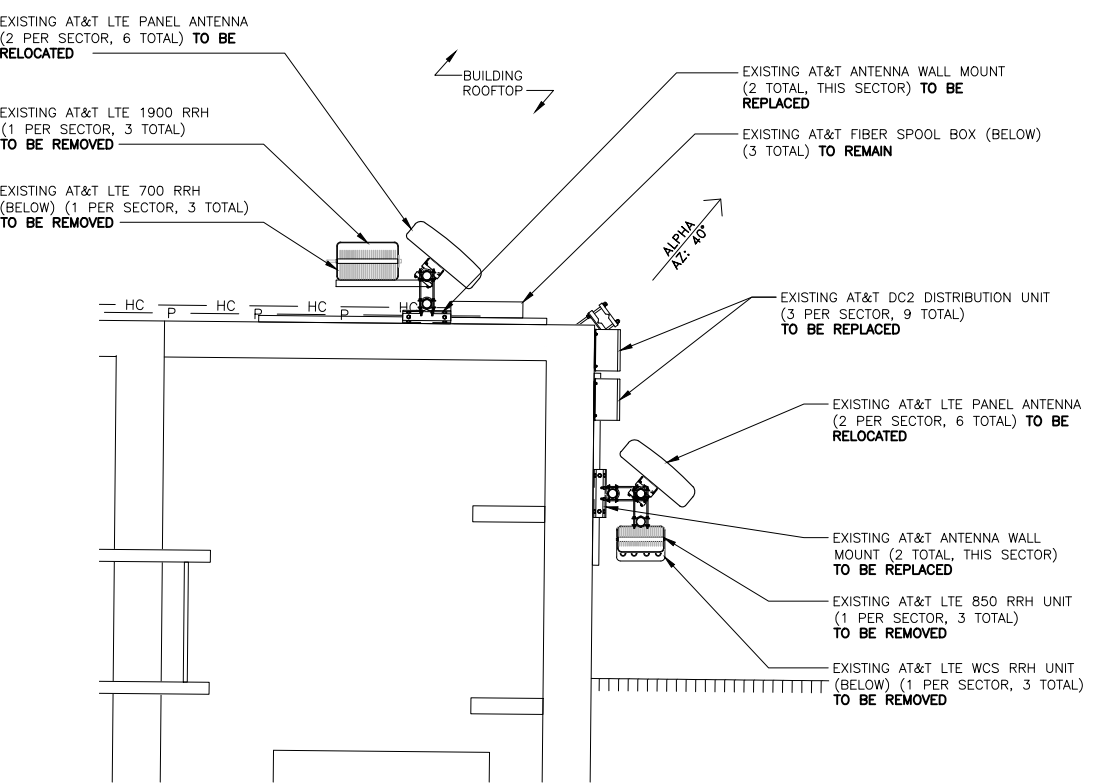 EXISTING AT&T LTE PANEL ANTENNA
(2 PER SECTOR, 6 TOTAL) TO BE
RELOCATED
EXISTING AT&T LTE 1900 RRH
(1 PER SECTOR, 3 TOTAL)
TO BE REMOVED
EXISTING AT&T LTE 700 RRH
(BELOW) (1 PER SECTOR, 3 TOTAL)
TO BE REMOVED
BUILDING
ROOFTOP
EXISTING AT&T ANTENNA WALL MOUNT
(2 TOTAL, THIS SECTOR) TO BE
REPLACED
EXISTING AT&T FIBER SPOOL BOX (BELOW)
(3 TOTAL) TO REMAIN
ALPHA
AZ: 40°
HC HC HC HC
P P P
EXISTING AT&T DC2 DISTRIBUTION UNIT
(3 PER SECTOR, 9 TOTAL)
TO BE REPLACED
EXISTING AT&T LTE PANEL ANTENNA
(2 PER SECTOR, 6 TOTAL) TO BE
RELOCATED
EXISTING AT&T ANTENNA WALL
MOUNT (2 TOTAL, THIS SECTOR)
TO BE REPLACED
EXISTING AT&T LTE 850 RRH UNIT
(1 PER SECTOR, 3 TOTAL)
TO BE REMOVED
EXISTING AT&T LTE WCS RRH UNIT
(BELOW) (1 PER SECTOR, 3 TOTAL)
TO BE REMOVED